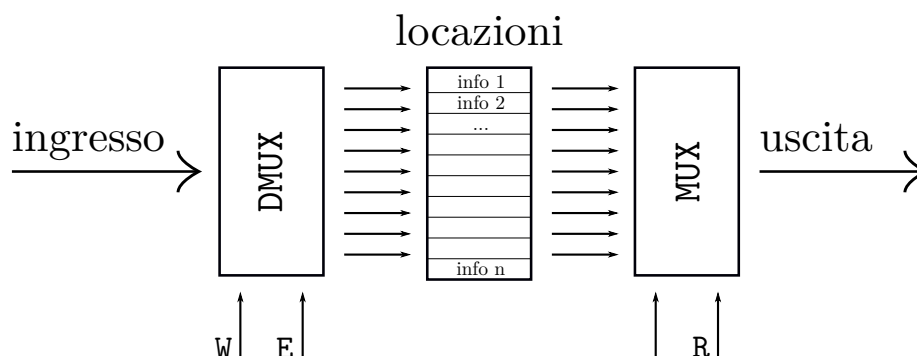 locazioni
ingresso
DMUX
info 1
info 2
...
info n
MUX
uscita
W E
R